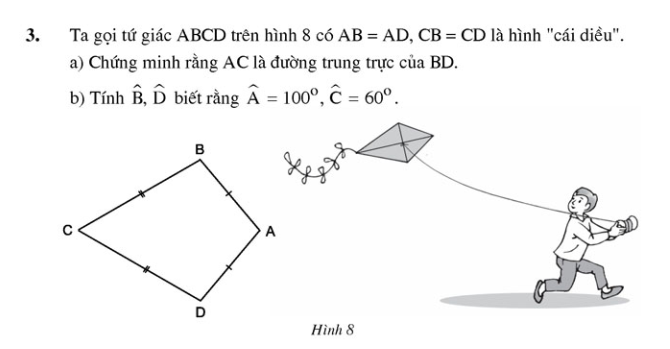 3. Ta gọi tứ giác ABCD trên hình 8 có AB = AD, CB = CD là hình "cái diều".
a) Chứng minh rằng AC là đường trung trực của BD.
b) Tính B̂, D̂ biết rằng Â = 100°, Ĉ = 60°.
B
C
A
D
Hình 8